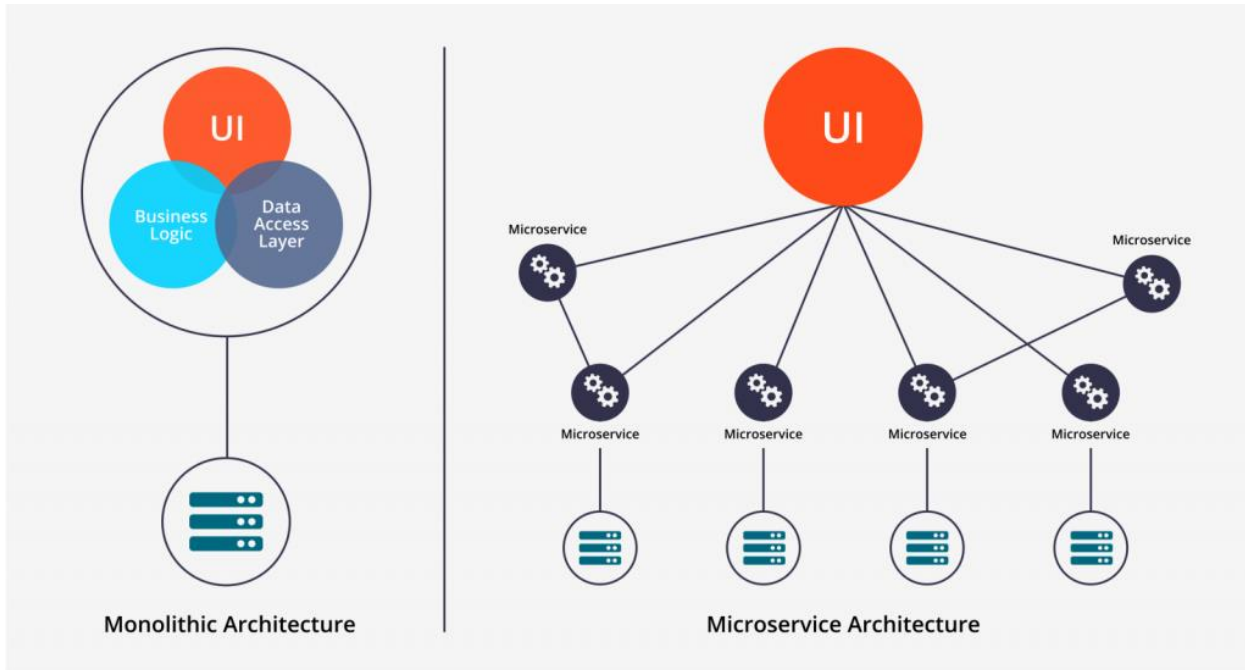 UI
Business
Logic
Data
Access
Layer
Monolithic Architecture
UI
Microservice
Microservice
Microservice
Microservice
Microservice
Microservice
Microservice Architecture